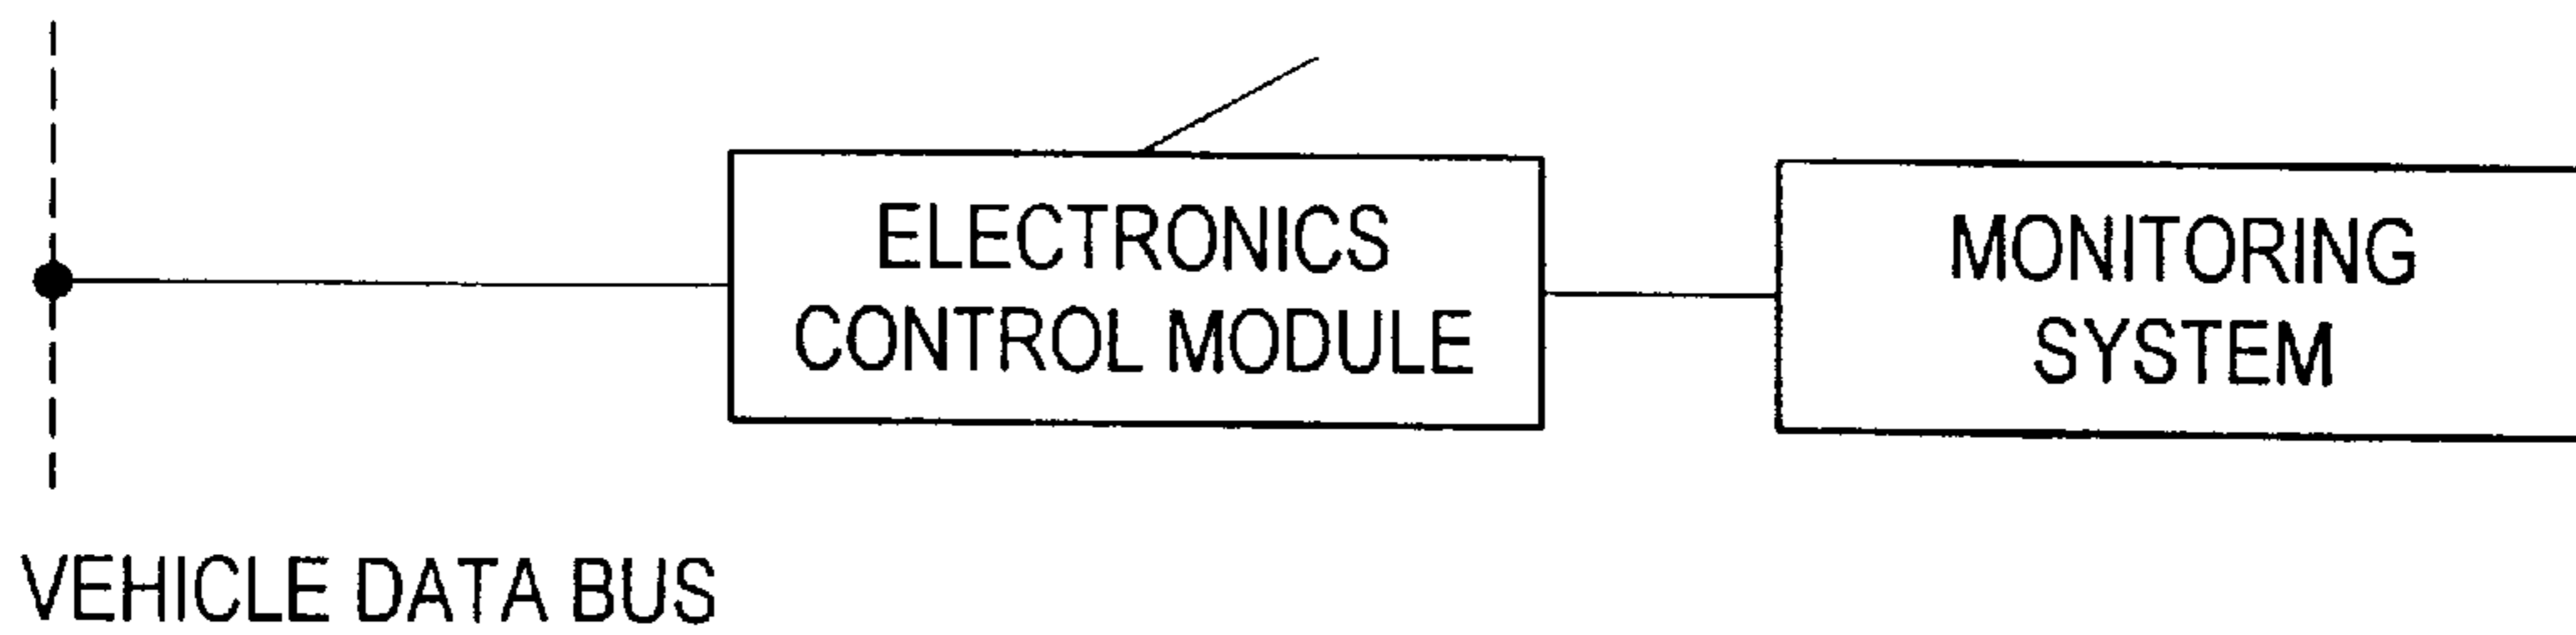 ELECTRONICS
CONTROL MODULE
MONITORING
SYSTEM
VEHICLE DATA BUS